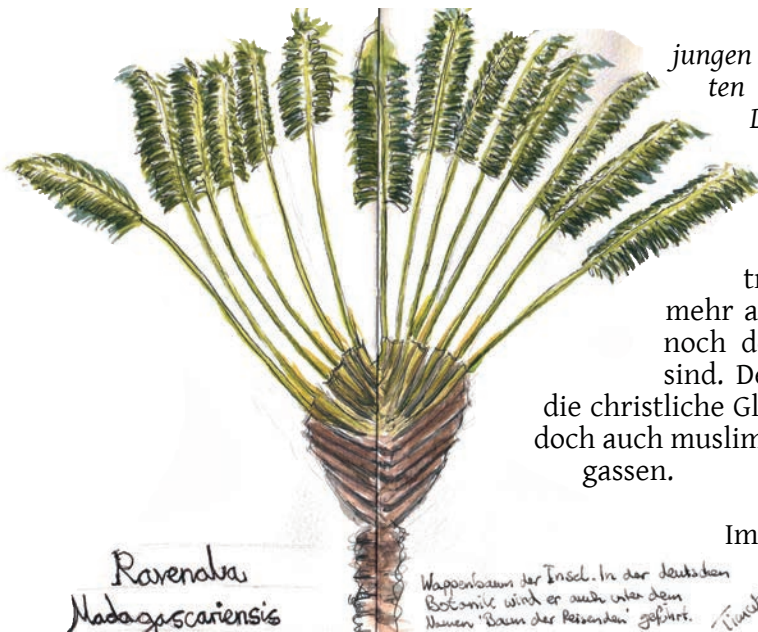 jungen
ten
tr
mehr a
noch d
sind. De
die christliche Gl
doch auch muslim
gassen.
Im
Ravenala
Madagascariensis
Wappenbaum der Insel. In der deutschen
Botanik wird er auch unter dem
Namen "Baum der Reisenden" geführt.